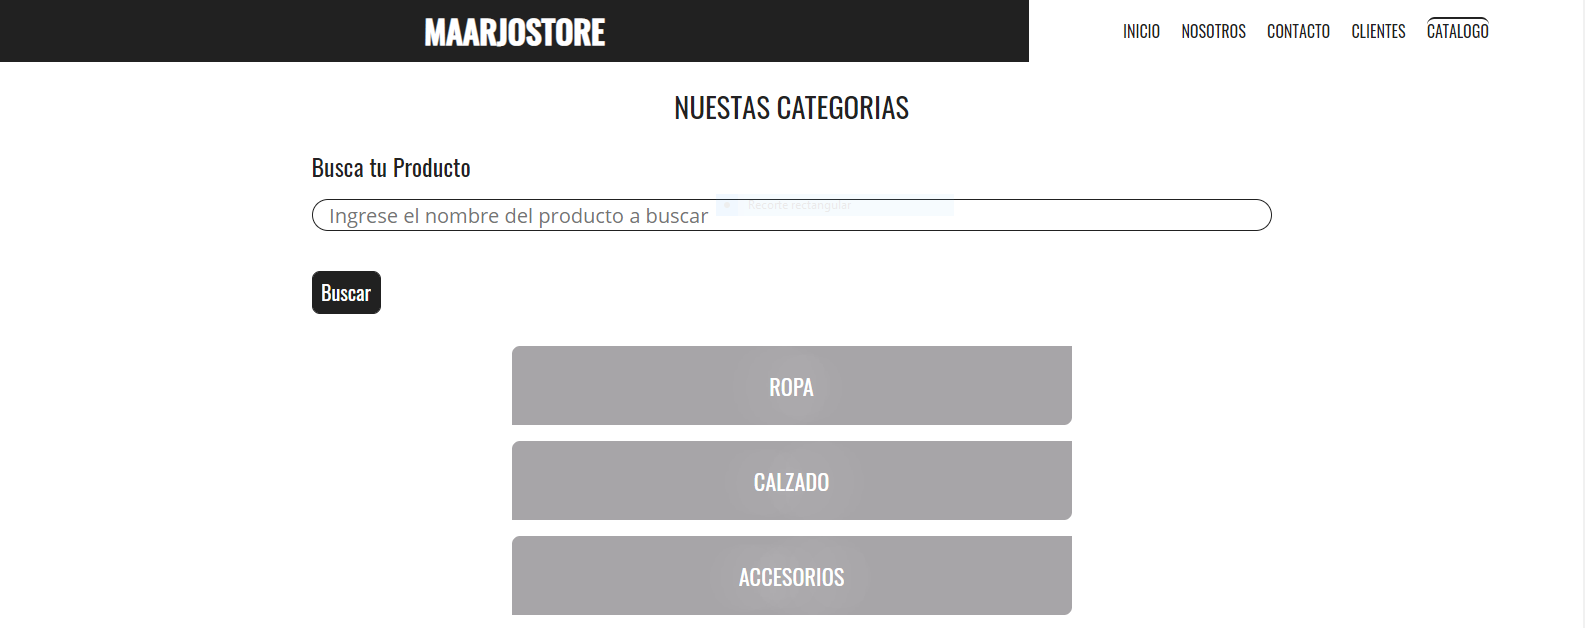 MAARJOSTORE
INICIO NOSOTROS CONTACTO CLIENTES CATALOGO
NUESTAS CATEGORIAS
Busca tu Producto
Ingrese el nombre del producto a buscar
Recorte rectangular
Buscar
ROPA
CALZADO
ACCESORIOS